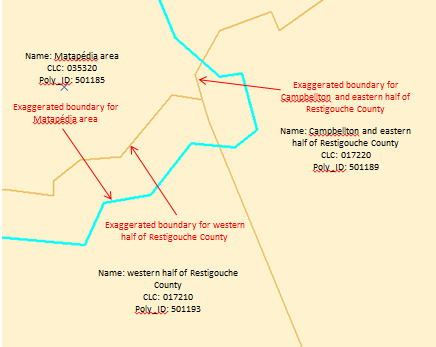 Name: Matapédia area
CLC: 035320
Poly_ID: 501185
Exaggerated boundary for
Matapédia area
Exaggerated boundary for
Campbellton and eastern half of
Restigouche County
Name: Campbellton and eastern
half of Restigouche County
CLC: 017220
Poly_ID: 501189
Exaggerated boundary for western
half of Restigouche County
Name: western half of Restigouche
County
CLC: 017210
Poly_ID: 501193